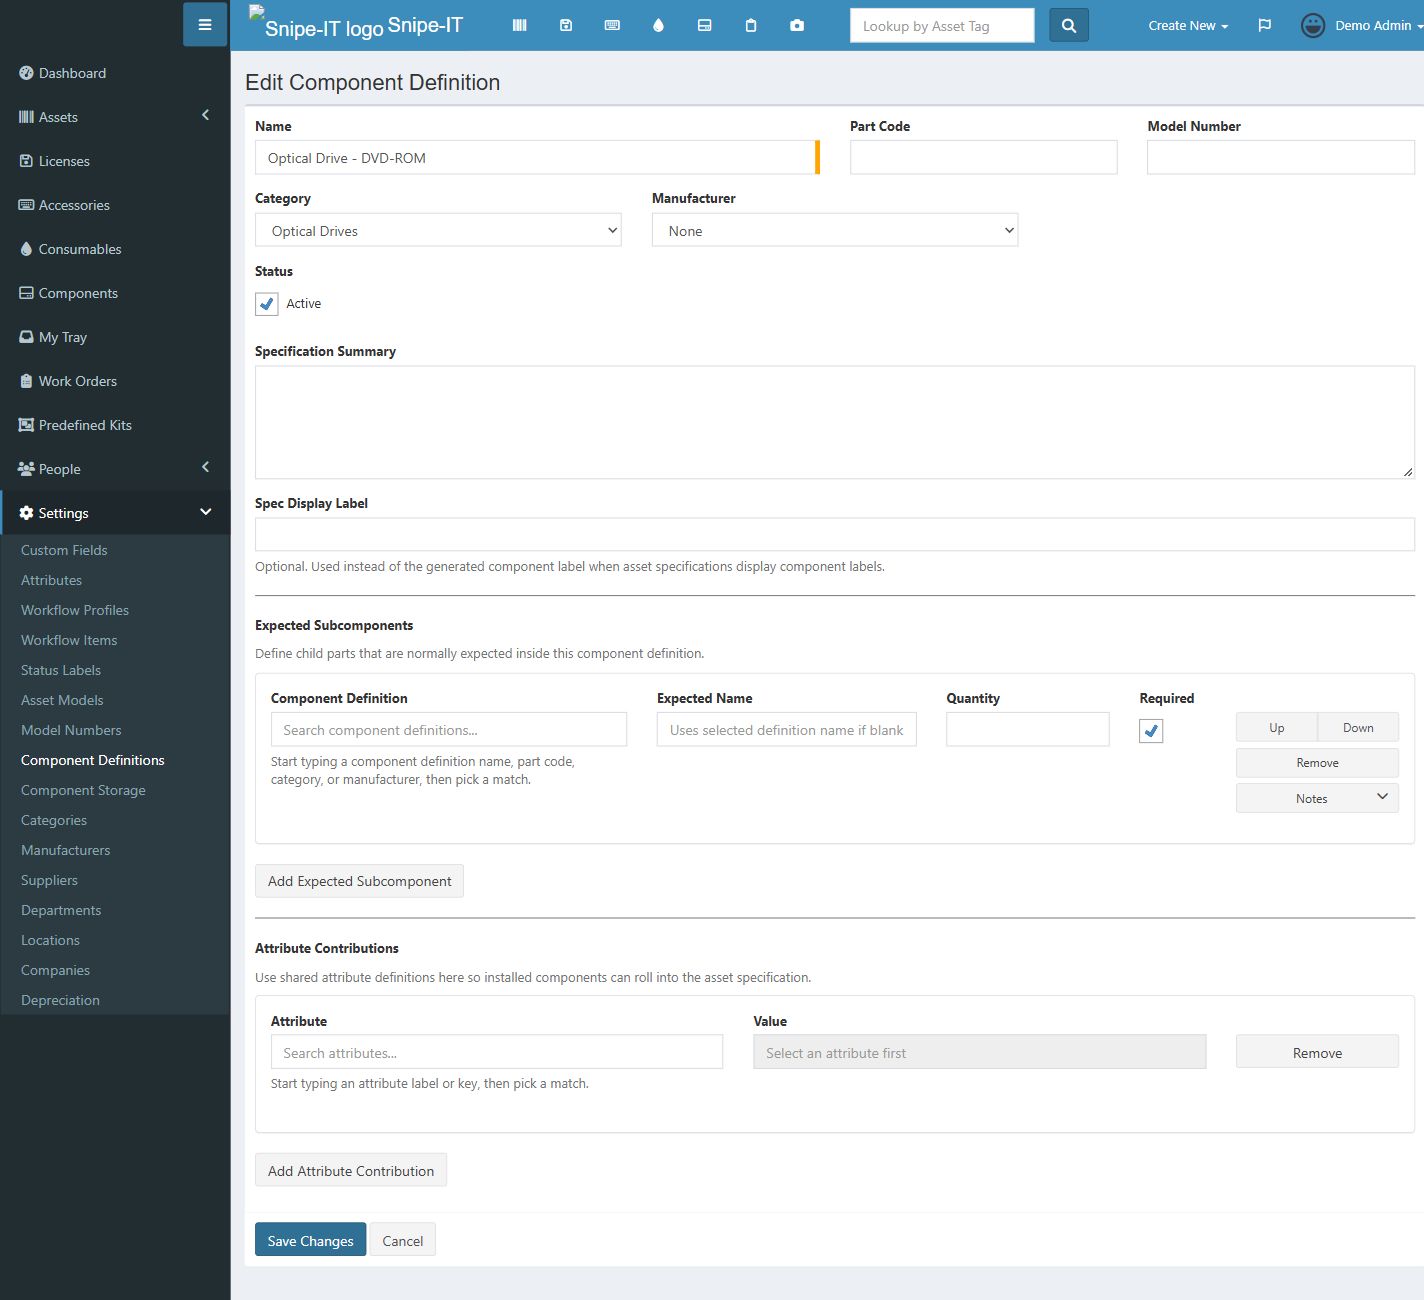 Snipe-IT logo Snipe-IT
Lookup by Asset Tag
Create New
Demo Admin
Dashboard
Assets
Licenses
Accessories
Consumables
Components
My Tray
Work Orders
Predefined Kits
People
Settings
Custom Fields
Attributes
Workflow Profiles
Workflow Items
Status Labels
Asset Models
Model Numbers
Component Definitions
Component Storage
Categories
Manufacturers
Suppliers
Departments
Locations
Companies
Depreciation
Edit Component Definition
Name Part Code Model Number
Optical Drive - DVD-ROM
Category Manufacturer
Optical Drives None
Status
Active
Specification Summary
Spec Display Label
Optional. Used instead of the generated component label when asset specifications display component labels.
Expected Subcomponents
Define child parts that are normally expected inside this component definition.
Component Definition Expected Name Quantity Required
Search component definitions... Uses selected definition name if blank
Up Down
Start typing a component definition name, part code,
category, or manufacturer, then pick a match.
Remove
Notes
Add Expected Subcomponent
Attribute Contributions
Use shared attribute definitions here so installed components can roll into the asset specification.
Attribute Value
Search attributes... Select an attribute first Remove
Start typing an attribute label or key, then pick a match.
Add Attribute Contribution
Save Changes Cancel